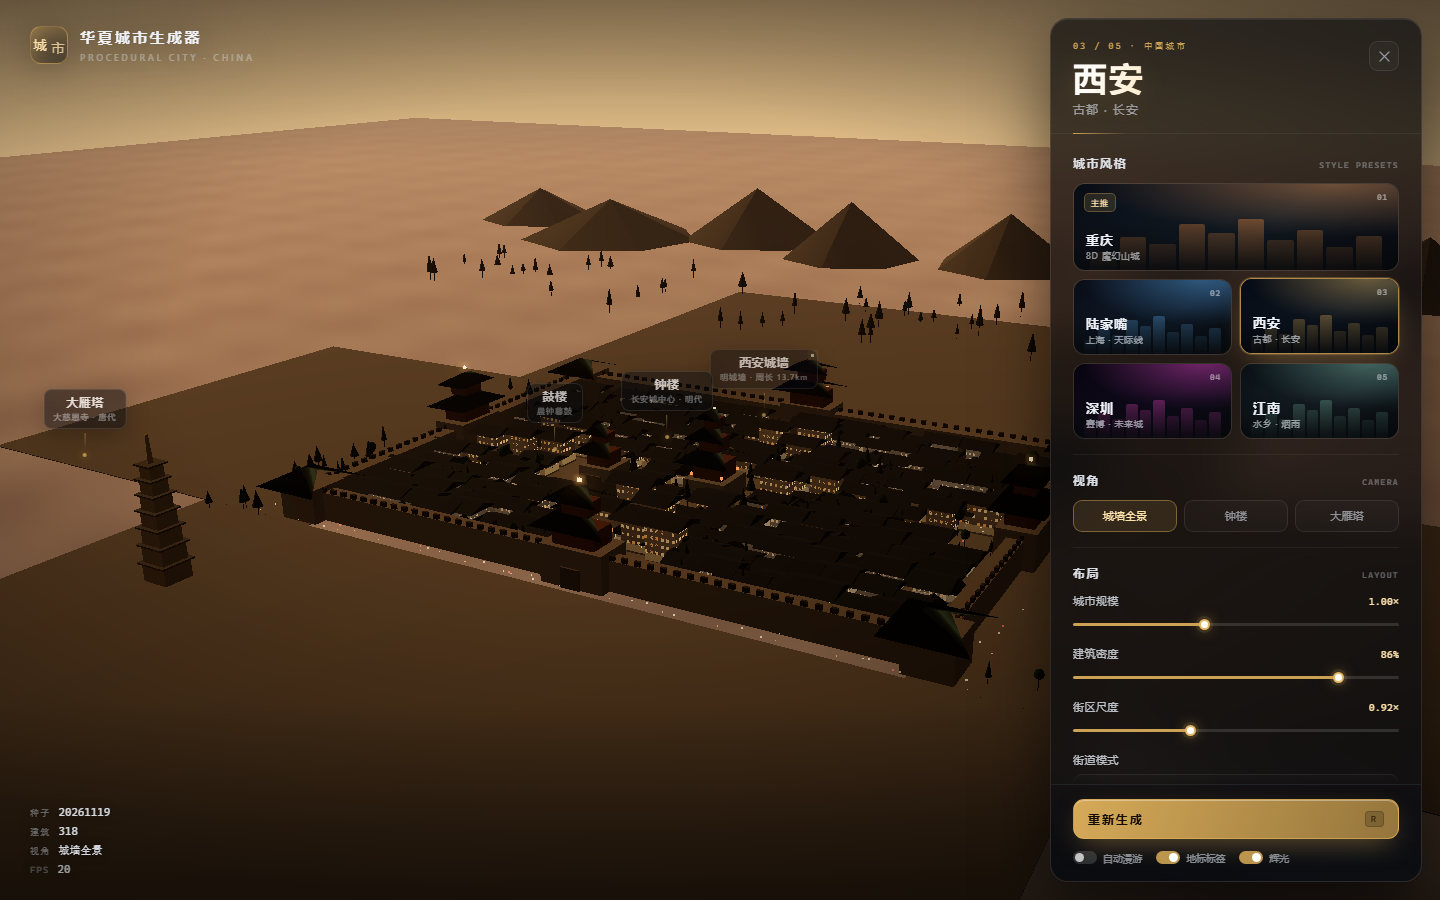 城市
华夏城市生成器
PROCEDURAL CITY · CHINA
大雁塔
大慈恩寺 · 唐代
鼓楼
晨钟暮鼓
钟楼
长安城中心 · 明代
西安城墙
明城墙 · 周长 13.7km
种子 20261119
建筑 318
视角 城墙全景
FPS 20
03 / 05 · 中国城市
西安
古都 · 长安
城市风格 STYLE PRESETS
主推 01
重庆
8D 魔幻山城
02
陆家嘴
上海 · 天际线
03
西安
古都 · 长安
04
深圳
赛博 · 未来城
05
江南
水乡 · 烟雨
视角 CAMERA
城墙全景 钟楼 大雁塔
布局 LAYOUT
城市规模 1.00×
建筑密度 86%
街区尺度 0.92×
街道模式
重新生成 R
自动漫游 地标标签 辉光